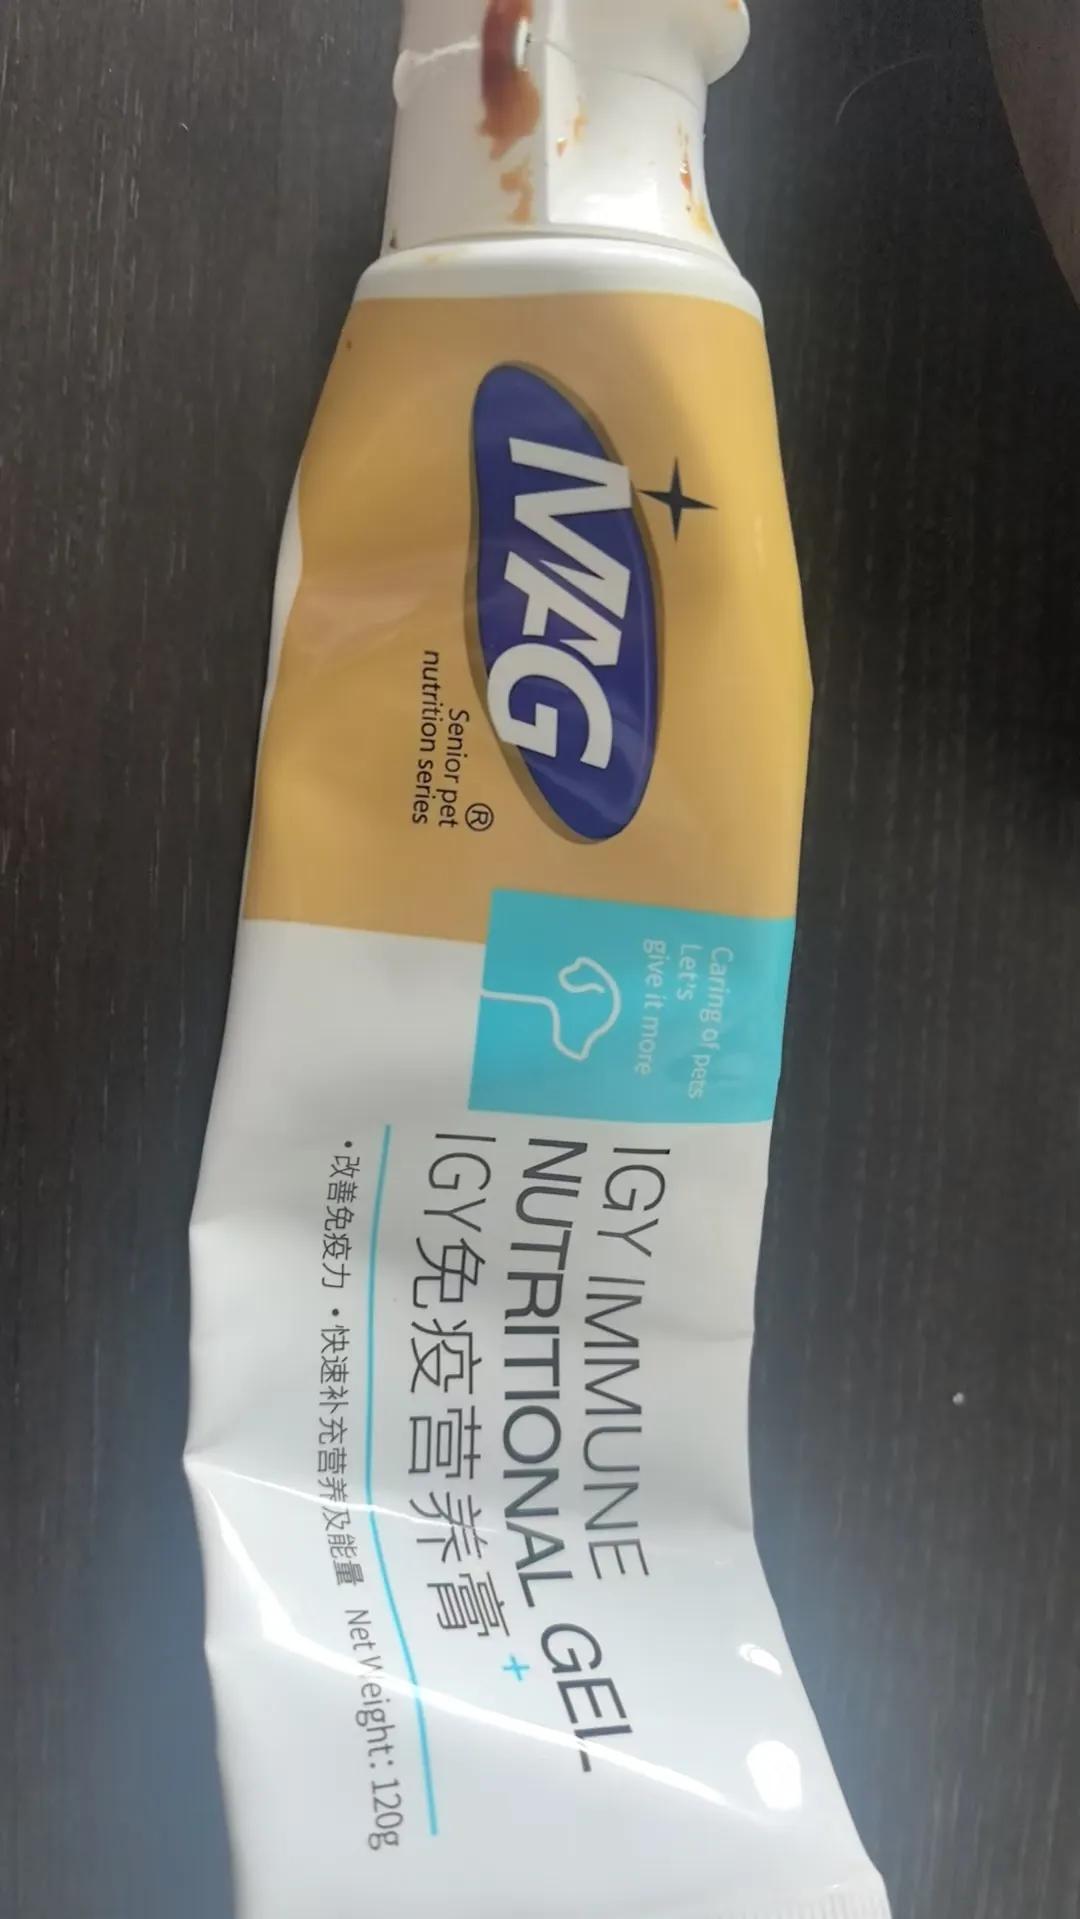 WAG
®
Senior pet
nutrition series
Caring of pets
Let's
give it more
IGY IMMUNE
NUTRITIONAL GEL
IGY免疫营养膏+
·改善免疫力 ·快速补充营养及能量 Net Weight: 120g